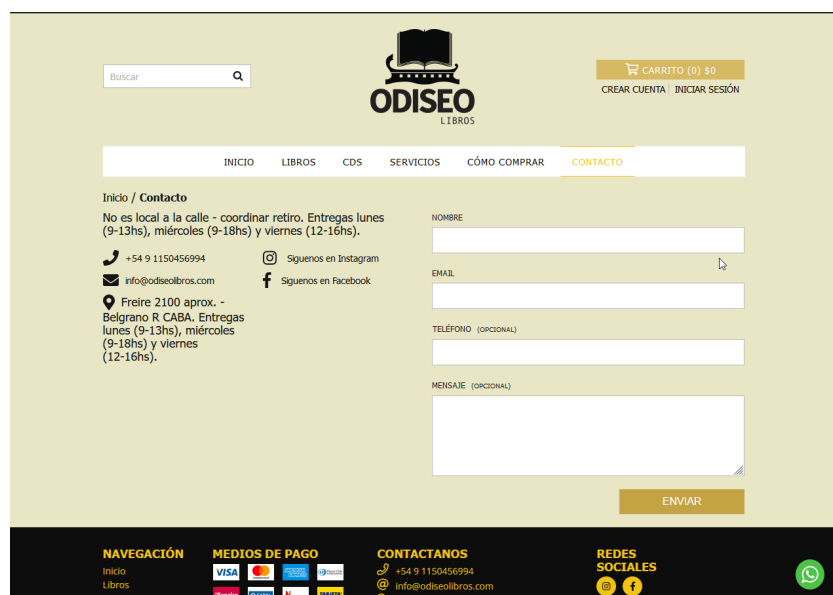 Buscar
ODISEO
LIBROS
CARRITO (0) $0
CREAR CUENTA | INICIAR SESIÓN
INICIO LIBROS CDS SERVICIOS CÓMO COMPRAR CONTACTO
Inicio / Contacto
No es local a la calle - coordinar retiro. Entregas lunes
(9-13hs), miércoles (9-18hs) y viernes (12-16hs).
+54 9 1150456994
Siguenos en Instagram
info@odiseolibros.com
Siguenos en Facebook
Freire 2100 aprox. -
Belgrano R CABA. Entregas
lunes (9-13hs), miércoles
(9-18hs) y viernes
(12-16hs).
NOMBRE
EMAIL
TELÉFONO (OPCIONAL)
MENSAJE (OPCIONAL)
ENVIAR
NAVEGACIÓN
Inicio
Libros
MEDIOS DE PAGO
VISA
CONTACTANOS
+54 9 1150456994
info@odiseolibros.com
REDES
SOCIALES